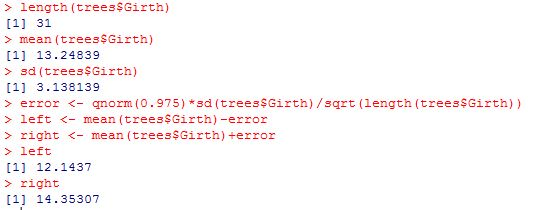 > length(trees$Girth)
[1] 31
> mean(trees$Girth)
[1] 13.24839
> sd(trees$Girth)
[1] 3.138139
> error <- qnorm(0.975)*sd(trees$Girth)/sqrt(length(trees$Girth))
> left <- mean(trees$Girth)-error
> right <- mean(trees$Girth)+error
> left
[1] 12.1437
> right
[1] 14.35307